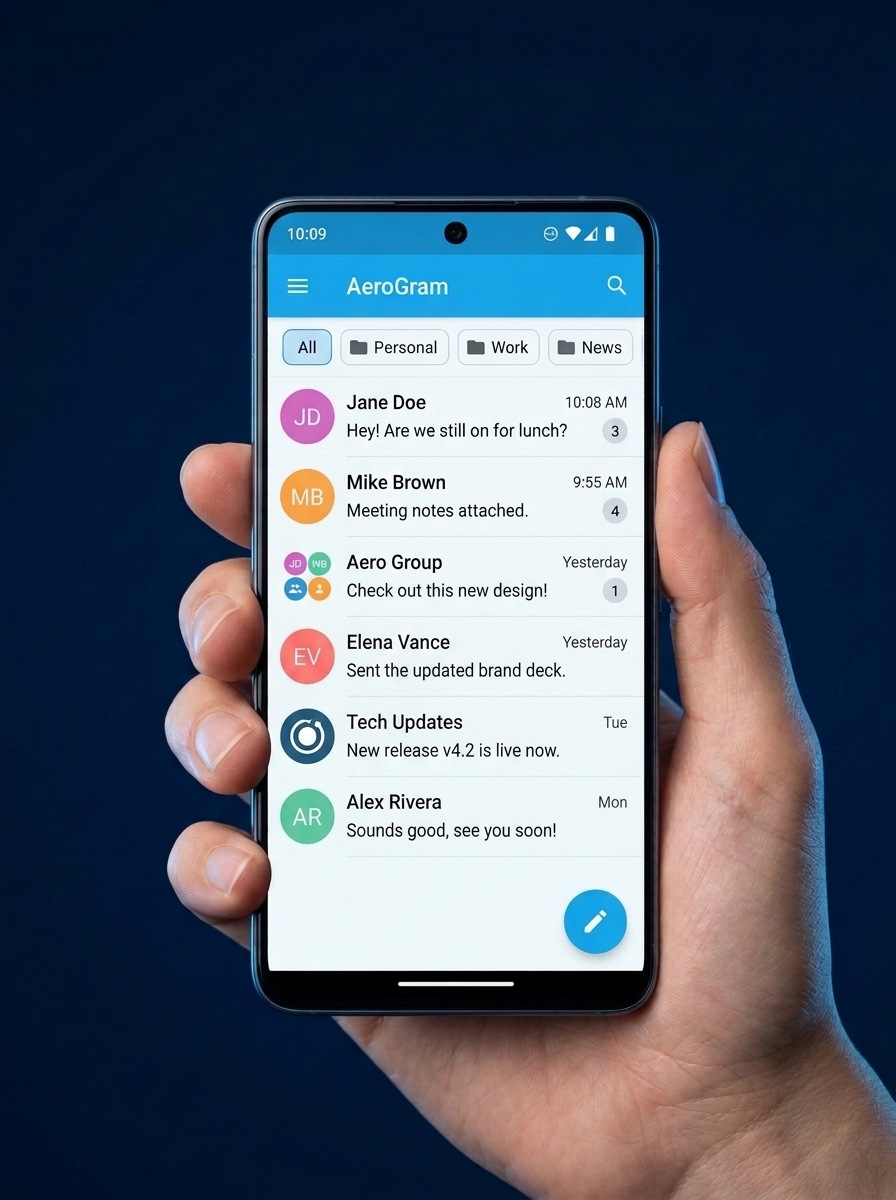 10:09
AeroGram
All
Personal
Work
News
JD
Jane Doe
10:08 AM
Hey! Are we still on for lunch?
3
MB
Mike Brown
9:55 AM
Meeting notes attached.
4
JD
Aero Group
Yesterday
Check out this new design!
1
EV
Elena Vance
Yesterday
Sent the updated brand deck.
Tech Updates
Tue
New release v4.2 is live now.
AR
Alex Rivera
Mon
Sounds good, see you soon!